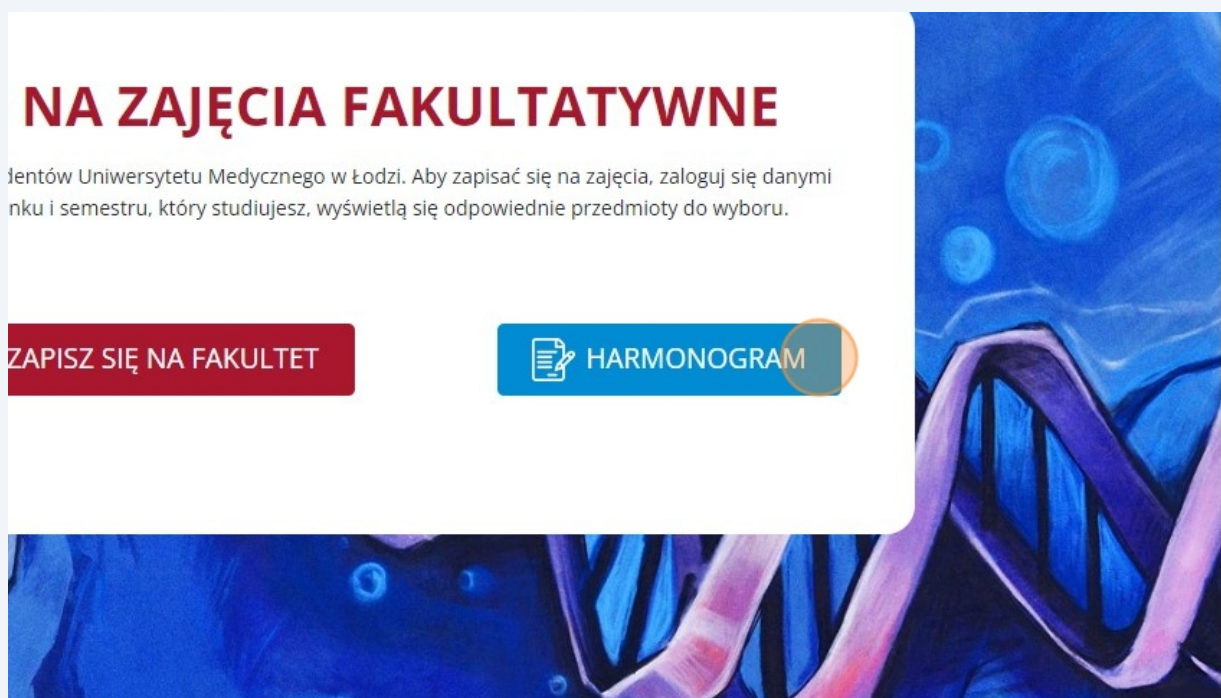 NA ZAJĘCIA FAKULTATYWNE
dentów Uniwersytetu Medycznego w Łodzi. Aby zapisać się na zajęcia, zaloguj się danymi
nku i semestru, który studiujesz, wyświetlą się odpowiednie przedmioty do wyboru.
ZAPISZ SIĘ NA FAKULTET
HARMONOGRAM